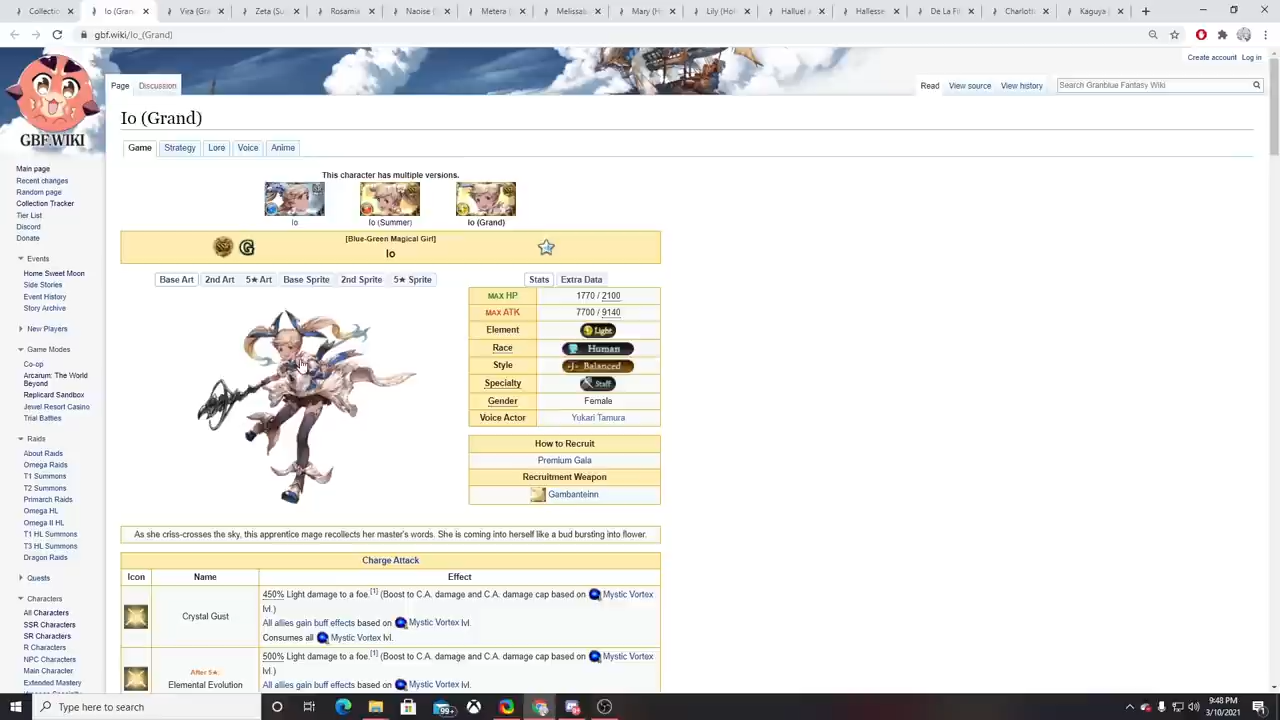 Collectic
Io (Gran
Vira (Gr
Zeta (Su
Rosamie
Naoise (
Melissab
Mary (H
Lily (Hol
Halluel a
Hallesse
De La Fi
Charlott
Kaguya (
gbf.wiki/Io_(Grand)
Create account Log in
Page Discussion
Read View source View history
Search Granblue Fantasy Wiki
GBF.WIKI
Io (Grand)
Game Strategy Lore Voice Anime
This character has multiple versions.
Io Io (Summer) Io (Grand)
[Blue-Green Magical Girl]
Io
Base Art 2nd Art 5★ Art Base Sprite 2nd Sprite 5★ Sprite
Stats Extra Data
MAX HP 1770 / 2100
MAX ATK 7700 / 9140
Element Light
Race Human
Style Balanced
Specialty Staff
Gender Female
Voice Actor Yukari Tamura
How to Recruit
Premium Gala
Recruitment Weapon
Gambanteinn
As she criss-crosses the sky, this apprentice mage recollects her master's words. She is coming into herself like a bud bursting into flower.
Charge Attack
Icon Name Effect
Crystal Gust
450% Light damage to a foe.[1] (Boost to C.A. damage and C.A. damage cap based on Mystic Vortex
lvl.)
All allies gain buff effects based on Mystic Vortex lvl.
Consumes all Mystic Vortex lvl.
After 5★:
Elemental Evolution
500% Light damage to a foe.[1] (Boost to C.A. damage and C.A. damage cap based on Mystic Vortex
lvl.)
All allies gain buff effects based on Mystic Vortex lvl.
Main page
Recent changes
Random page
Collection Tracker
Tier List
Discord
Donate
Events
Home Sweet Moon
Side Stories
Event History
Story Archive
New Players
Game Modes
Co-op
Arcarum: The World
Beyond
Replicard Sandbox
Jewel Resort Casino
Trial Battles
Raids
About Raids
Omega Raids
T1 Summons
T2 Summons
Primarch Raids
Omega HL
Omega II HL
T1 HL Summons
T3 HL Summons
Dragon Raids
Quests
Characters
All Characters
SSR Characters
SR Characters
R Characters
NPC Characters
Main Character
Extended Mastery
Type here to search
99+
9:48 PM
3/10/2021